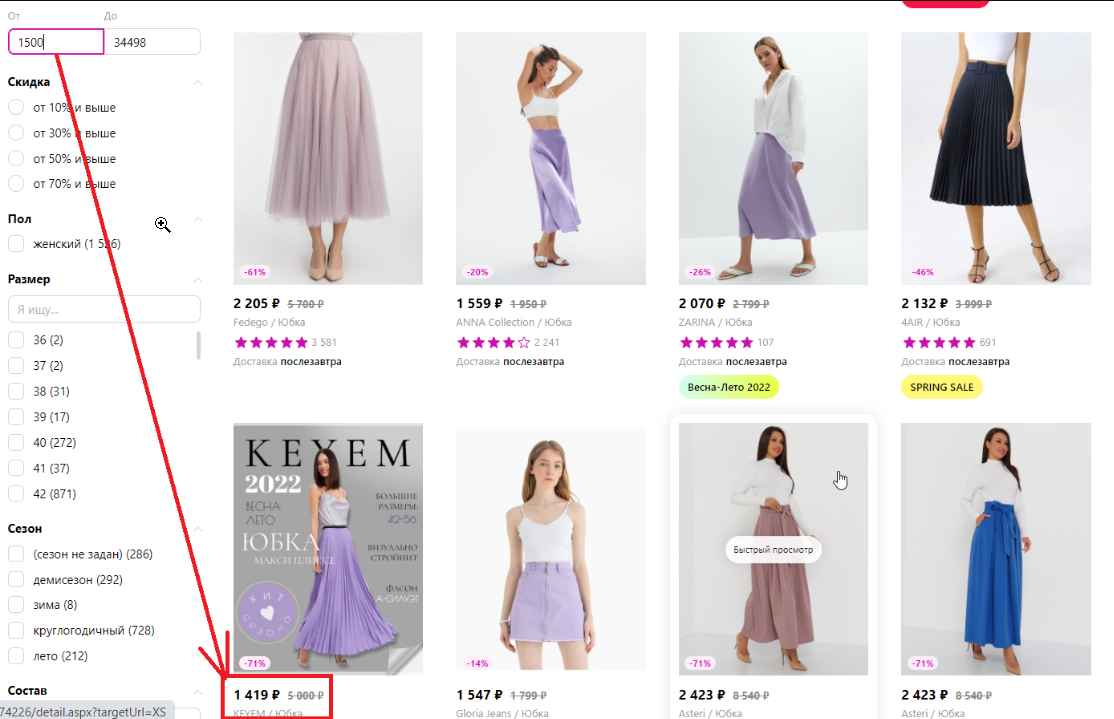 От До
1500 34498
Скидка
от 10% и выше
от 30% и выше
от 50% и выше
от 70% и выше
Пол
женский (1 526)
Размер
Я ищу...
36 (2)
37 (2)
38 (31)
39 (17)
40 (272)
41 (37)
42 (871)
Сезон
(сезон не задан) (286)
демисезон (292)
зима (8)
круглогодичный (728)
лето (212)
Состав
74226/detail.aspx?targetUrl=XS
-61%
2 205 ₽ 5 700 ₽
Fedego / Юбка
3 581
Доставка послезавтра
-20%
1 559 ₽ 1 950 ₽
ANNA Collection / Юбка
2 241
Доставка послезавтра
-26%
2 070 ₽ 2 799 ₽
ZARINA / Юбка
107
Доставка послезавтра
Весна-Лето 2022
-46%
2 132 ₽ 3 999 ₽
4AIR / Юбка
691
Доставка послезавтра
SPRING SALE
KEYEM
2022
ВЕСНА
ЛЕТО
ЮБКА
МАКСИ ПЛИССЕ
БОЛЬШИЕ
РАЗМЕРЫ:
42-56
ВИЗУАЛЬНО
СТРОЙНИТ
ФАСОН
А-СИЛУЭТ
ХИТ
сезона
-71%
1 419 ₽ 5 000 ₽
KEYEM / Юбка
-14%
1 547 ₽ 1 799 ₽
Gloria Jeans / Юбка
Быстрый просмотр
-71%
2 423 ₽ 8 540 ₽
Asteri / Юбка
-71%
2 423 ₽ 8 540 ₽
Asteri / Юбка